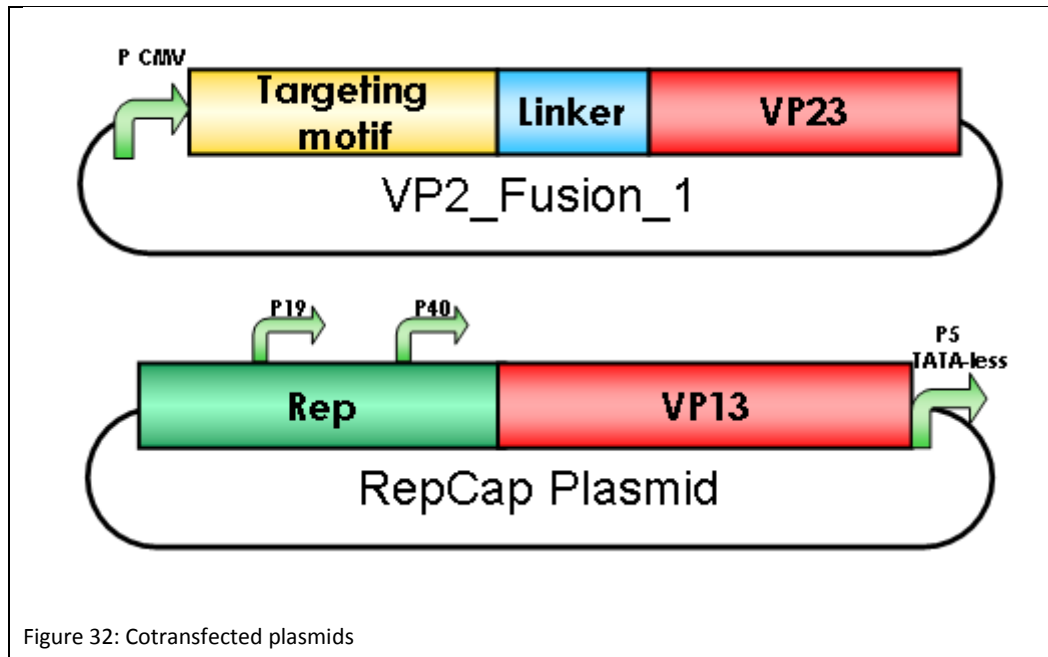 P CMV
Targeting
motif
Linker
VP23
VP2_Fusion_1
P19
P40
P5
TATA-less
Rep
VP13
RepCap Plasmid
Figure 32: Cotransfected plasmids